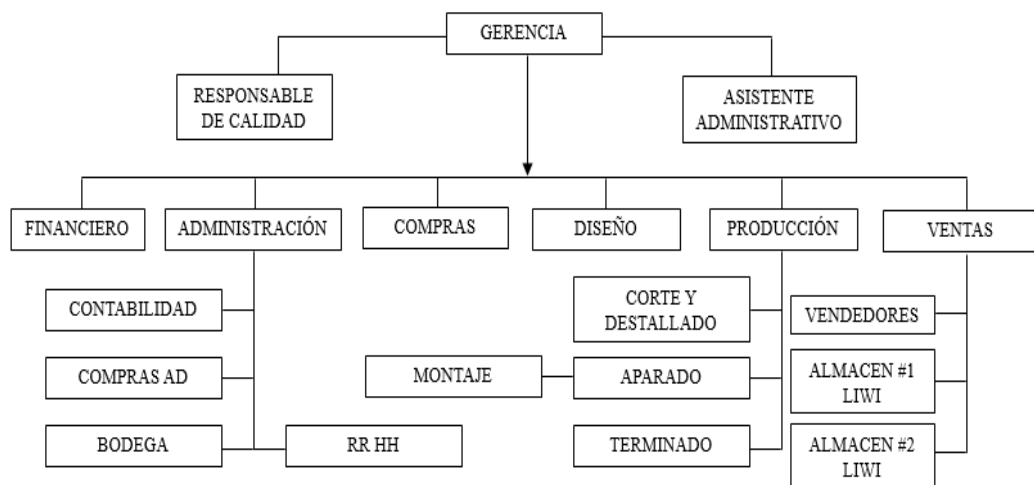 GERENCIA
RESPONSABLE
DE CALIDAD
ASISTENTE
ADMINISTRATIVO
FINANCIERO
ADMINISTRACIÓN
COMPRAS
DISEÑO
PRODUCCIÓN
VENTAS
CONTABILIDAD
CORTE Y
DESTALLADO
VENDEDORES
COMPRAS AD
MONTAJE
APARADO
ALMACEN #1
LIWI
BODEGA
RR HH
TERMINADO
ALMACEN #2
LIWI